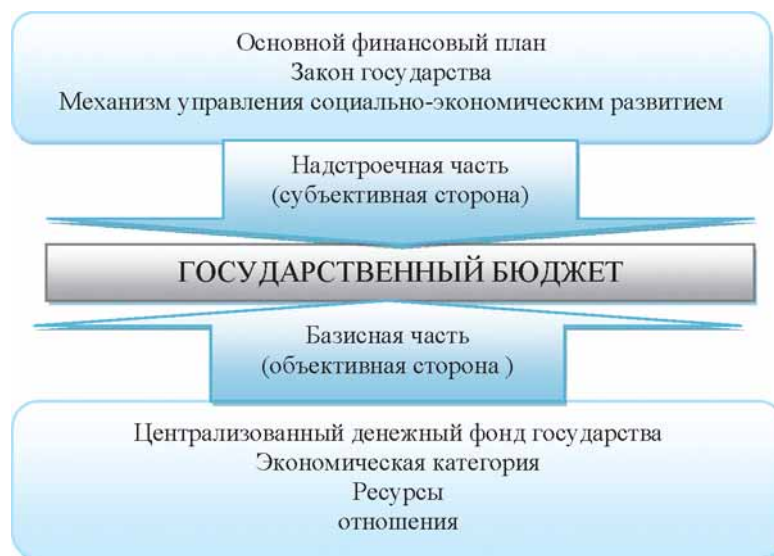 Основной финансовый план
Закон государства
Механизм управления социально-экономическим развитием
Надстроечная часть
(субъективная сторона)
ГОСУДАРСТВЕННЫЙ БЮДЖЕТ
Базисная часть
(объективная сторона )
Централизованный денежный фонд государства
Экономическая категория
Ресурсы
отношения